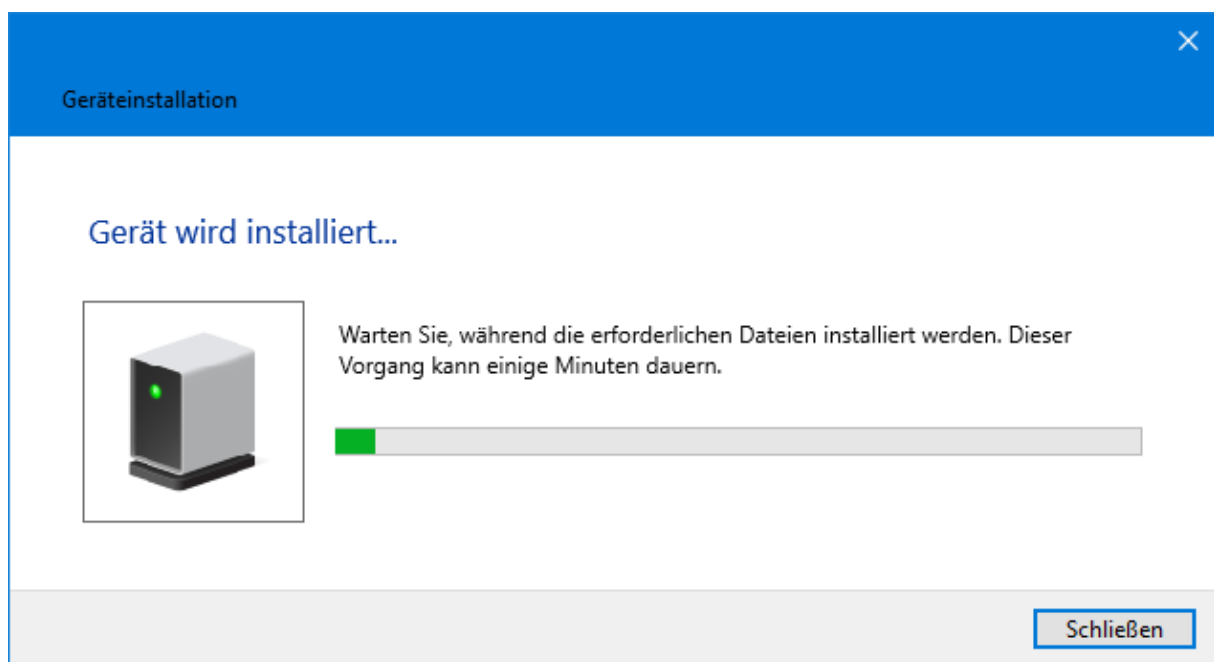 Geräteinstallation
Gerät wird installiert...
Warten Sie, während die erforderlichen Dateien installiert werden. Dieser
Vorgang kann einige Minuten dauern.
Schließen